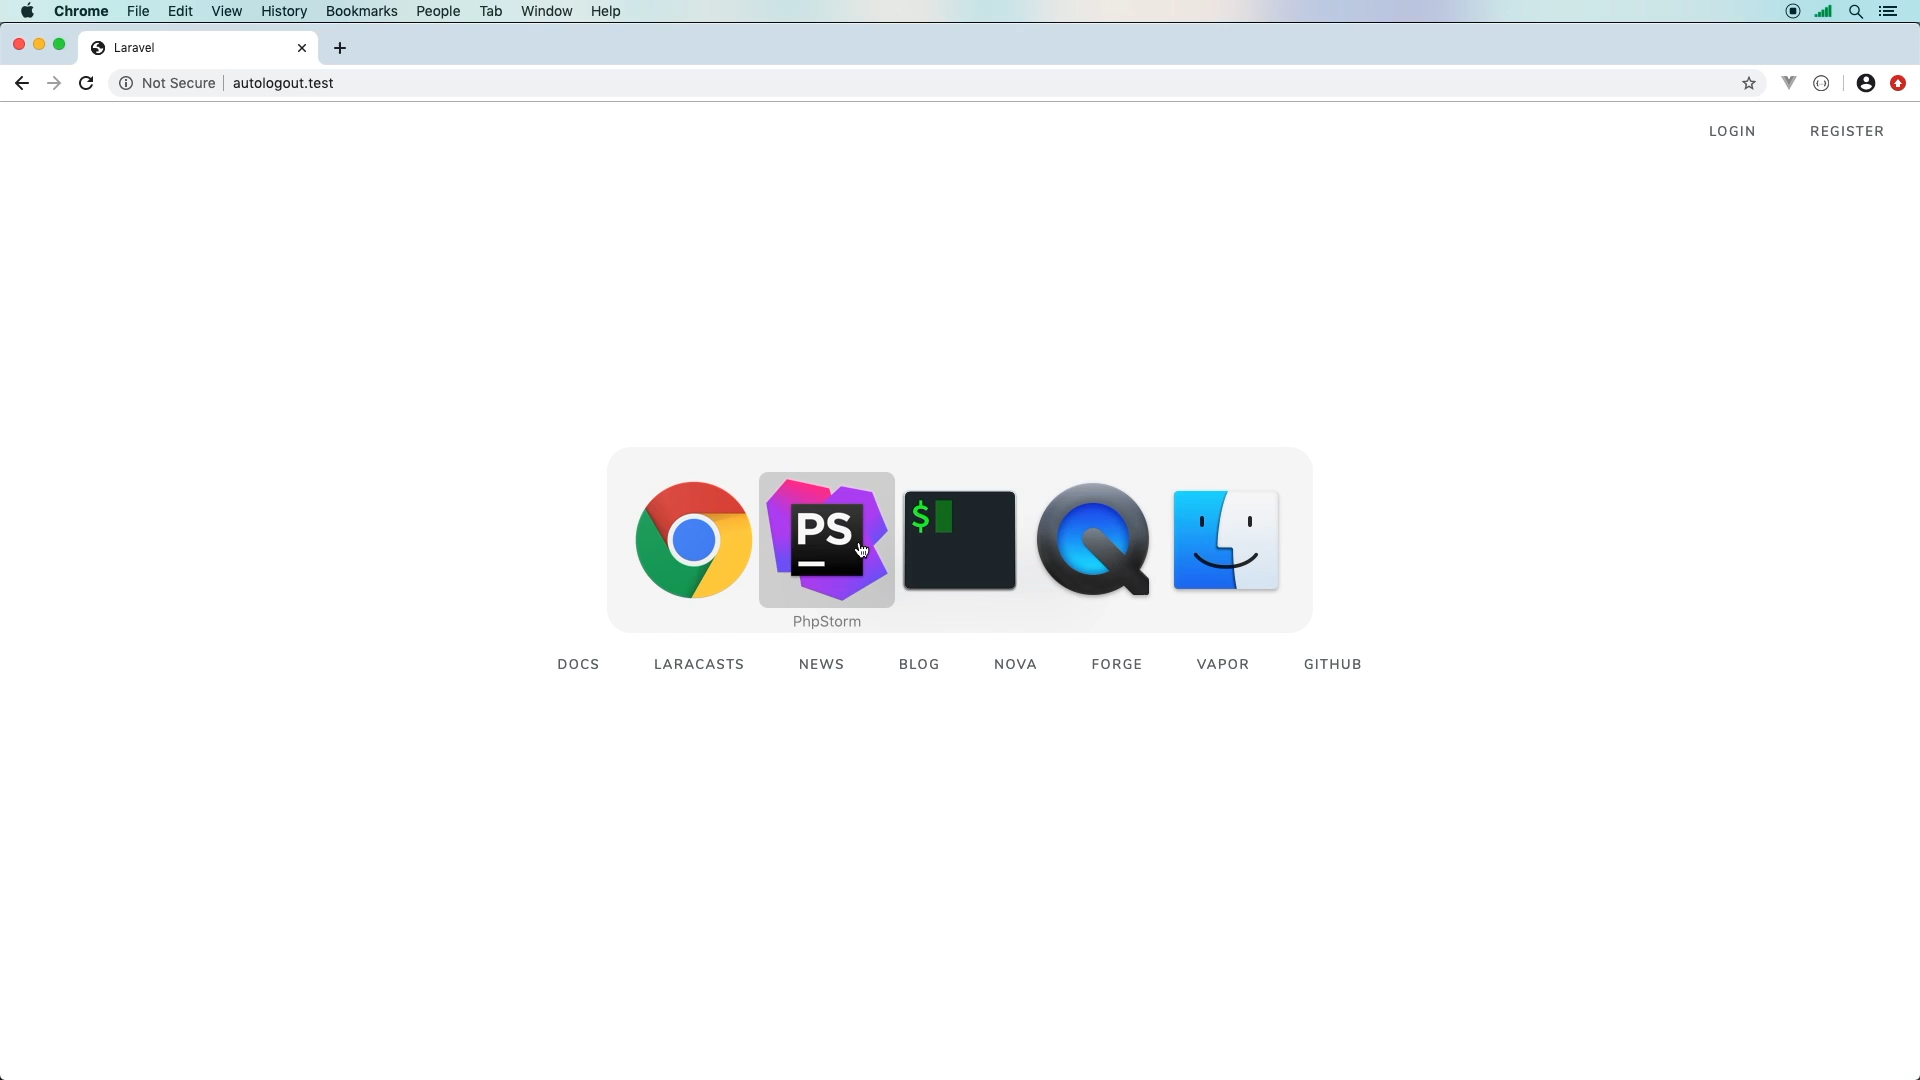 Chrome File Edit View History Bookmarks People Tab Window Help
Laravel
Not Secure autologout.test
LOGIN REGISTER
PS
$
PhpStorm
DOCS LARACASTS NEWS BLOG NOVA FORGE VAPOR GITHUB